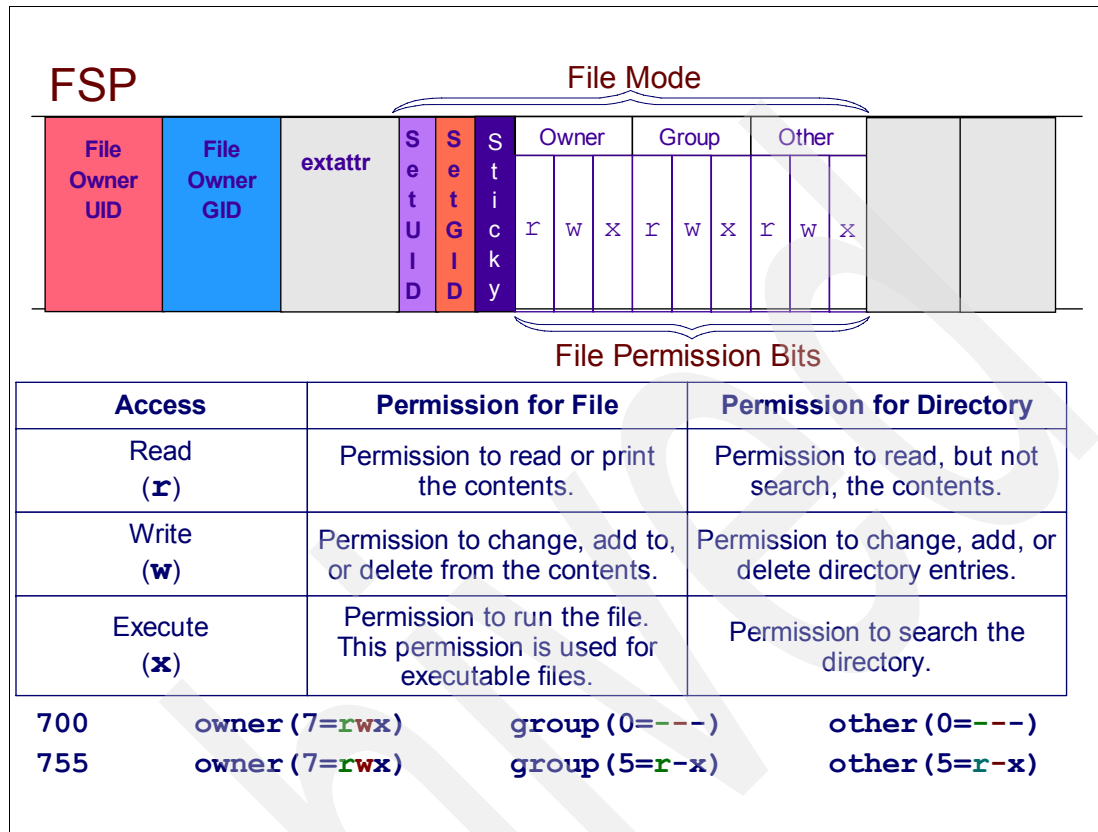 FSP
File Mode
File
Owner
UID
File
Owner
GID
extattr
SetUID
SetGID
Sticky
Owner Group Other
r w x r w x r w x
File Permission Bits
Access Permission for File Permission for Directory
Read
(r)
Permission to read or print
the contents.
Permission to read, but not
search, the contents.
Write
(w)
Permission to change, add to,
or delete from the contents.
Permission to change, add, or
delete directory entries.
Execute
(x)
Permission to run the file.
This permission is used for
executable files.
Permission to search the
directory.
700 owner(7=rwx) group(0=---) other(0=---)
755 owner(7=rwx) group(5=r-x) other(5=r-x)